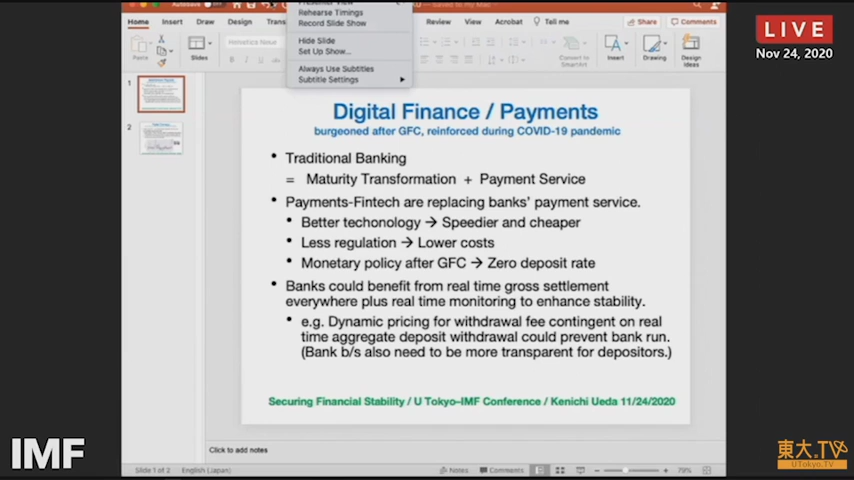 Presenter View
Rehearse Timings
Record Slide Show
Hide Slide
Set Up Show...
Always Use Subtitles
Subtitle Settings
Home Insert Draw Design Review View Acrobat Tell me
Share Comments
Helvetica Neue
Paste Slides Convert to SmartArt Insert Drawing Design Ideas
LIVE
Nov 24, 2020
1
2
Digital Finance / Payments
burgeoned after GFC, reinforced during COVID-19 pandemic
• Traditional Banking
= Maturity Transformation + Payment Service
• Payments-Fintech are replacing banks' payment service.
• Better techonology → Speedier and cheaper
• Less regulation → Lower costs
• Monetary policy after GFC → Zero deposit rate
• Banks could benefit from real time gross settlement
everywhere plus real time monitoring to enhance stability.
• e.g. Dynamic pricing for withdrawal fee contingent on real
time aggregate deposit withdrawal could prevent bank run.
(Bank b/s also need to be more transparent for depositors.)
Securing Financial Stability / U Tokyo–IMF Conference / Kenichi Ueda 11/24/2020
Click to add notes
Slide 1 of 2 English (Japan) Notes Comments 79%
IMF
東大.TV
UTokyo.TV